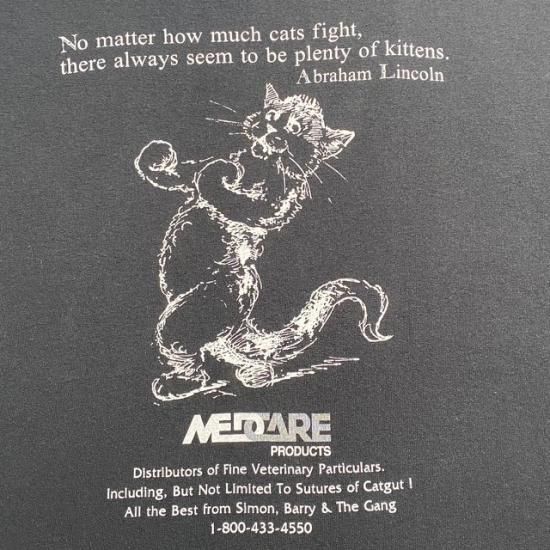 No matter how much cats fight,
there always seem to be plenty of kittens.
Abraham Lincoln
MEDCARE
PRODUCTS
Distributors of Fine Veterinary Particulars.
Including, But Not Limited To Sutures of Catgut !
All the Best from Simon, Barry & The Gang
1-800-433-4550